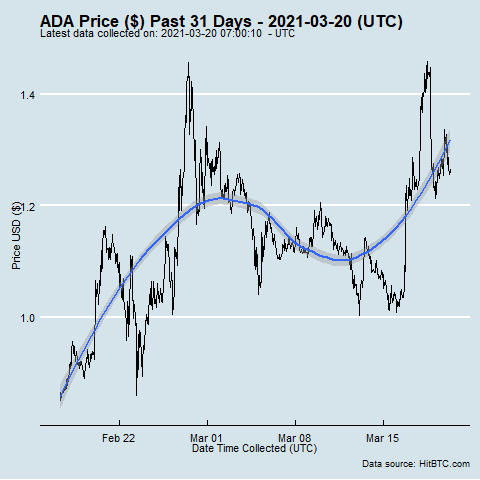 ADA Price ($) Past 31 Days - 2021-03-20 (UTC)
Latest data collected on: 2021-03-20 07:00:10 - UTC
1.4
1.2
1.0
Price USD ($)
Feb 22 Mar 01 Mar 08 Mar 15
Date Time Collected (UTC)
Data source: HitBTC.com